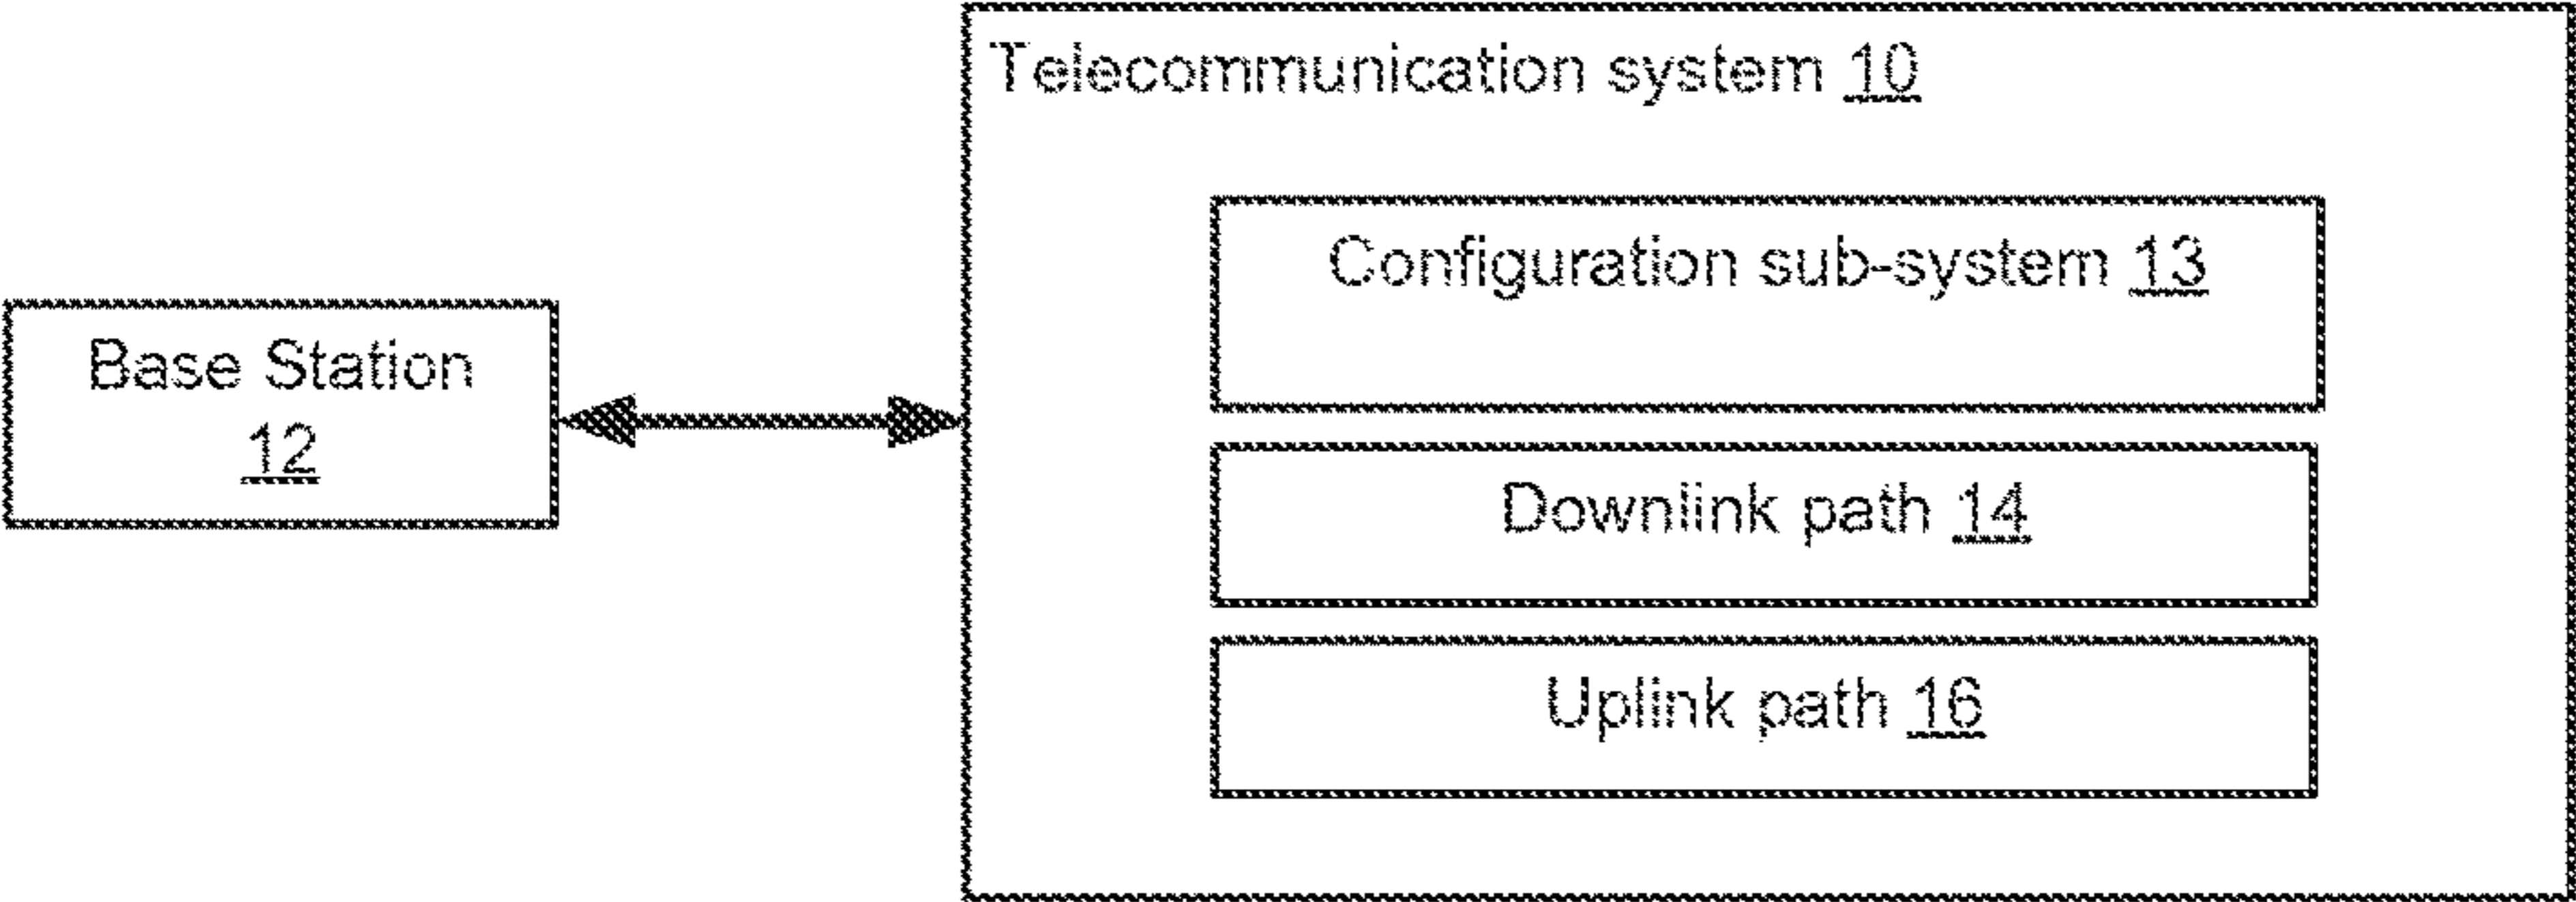 Telecommunication system 10
Configuration sub-system 13
Base Station
12
Downlink path 14
Uplink path 16